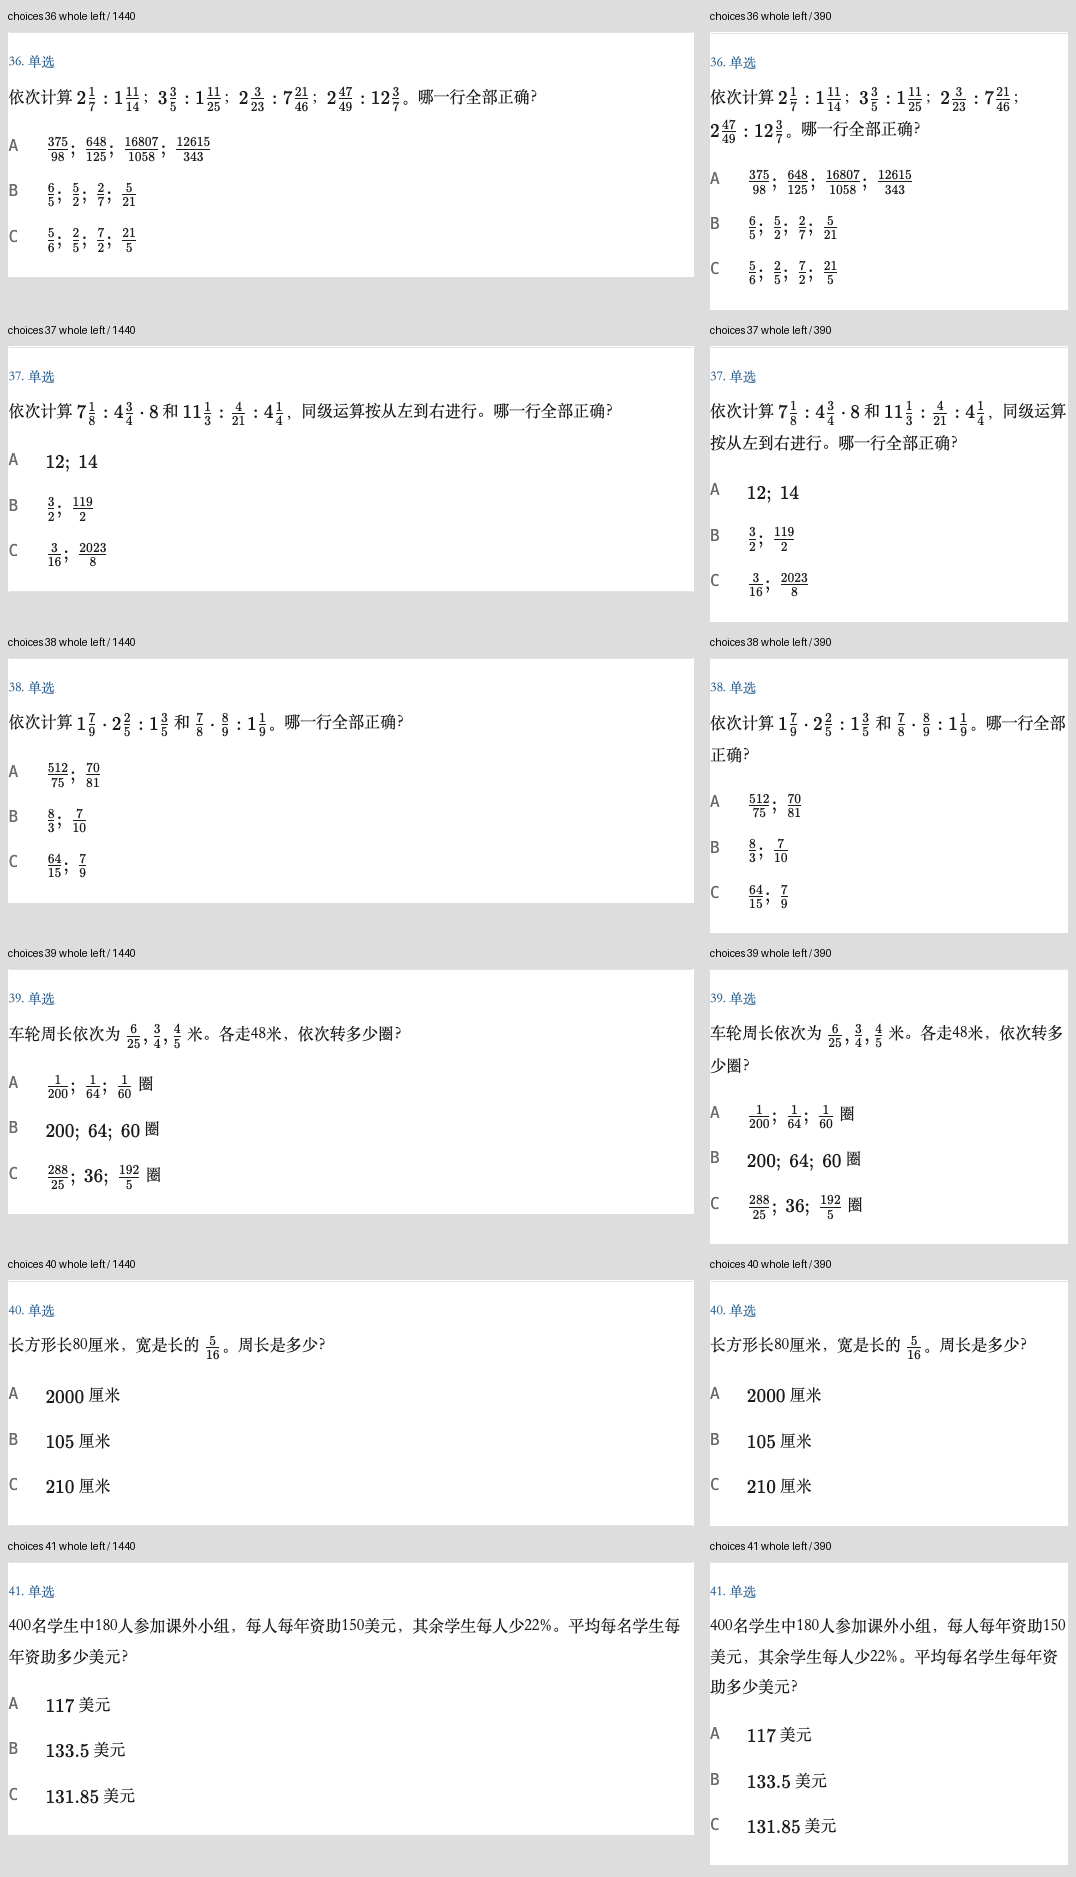 choices 36 whole left / 1440
36. 单选
依次计算 2 1/7 : 1 11/14； 3 3/5 : 1 11/25； 2 3/23 : 7 21/46； 2 47/49 : 12 3/7。哪一行全部正确？
A 375/98; 648/125; 16807/1058; 12615/343
B 6/5; 5/2; 2/7; 5/21
C 5/6; 2/5; 7/2; 21/5
choices 36 whole left / 390
36. 单选
依次计算 2 1/7 : 1 11/14； 3 3/5 : 1 11/25； 2 3/23 : 7 21/46；
2 47/49 : 12 3/7。哪一行全部正确？
A 375/98; 648/125; 16807/1058; 12615/343
B 6/5; 5/2; 2/7; 5/21
C 5/6; 2/5; 7/2; 21/5
choices 37 whole left / 1440
37. 单选
依次计算 7 1/8 : 4 3/4 · 8 和 11 1/3 : 4/21 : 4 1/4，同级运算按从左到右进行。哪一行全部正确？
A 12; 14
B 3/2; 119/2
C 3/16; 2023/8
choices 37 whole left / 390
37. 单选
依次计算 7 1/8 : 4 3/4 · 8 和 11 1/3 : 4/21 : 4 1/4，同级运算
按从左到右进行。哪一行全部正确？
A 12; 14
B 3/2; 119/2
C 3/16; 2023/8
choices 38 whole left / 1440
38. 单选
依次计算 1 7/9 · 2 2/5 : 1 3/5 和 7/8 · 8/9 : 1 1/9。哪一行全部正确？
A 512/75; 70/81
B 8/3; 7/10
C 64/15; 7/9
choices 38 whole left / 390
38. 单选
依次计算 1 7/9 · 2 2/5 : 1 3/5 和 7/8 · 8/9 : 1 1/9。哪一行全部
正确？
A 512/75; 70/81
B 8/3; 7/10
C 64/15; 7/9
choices 39 whole left / 1440
39. 单选
车轮周长依次为 6/25, 3/4, 4/5 米。各走48米，依次转多少圈？
A 1/200; 1/64; 1/60 圈
B 200; 64; 60 圈
C 288/25; 36; 192/5 圈
choices 39 whole left / 390
39. 单选
车轮周长依次为 6/25, 3/4, 4/5 米。各走48米，依次转多
少圈？
A 1/200; 1/64; 1/60 圈
B 200; 64; 60 圈
C 288/25; 36; 192/5 圈
choices 40 whole left / 1440
40. 单选
长方形长80厘米，宽是长的 5/16。周长是多少？
A 2000 厘米
B 105 厘米
C 210 厘米
choices 40 whole left / 390
40. 单选
长方形长80厘米，宽是长的 5/16。周长是多少？
A 2000 厘米
B 105 厘米
C 210 厘米
choices 41 whole left / 1440
41. 单选
400名学生中180人参加课外小组，每人每年资助150美元，其余学生每人少22%。平均每名学生每
年资助多少美元？
A 117 美元
B 133.5 美元
C 131.85 美元
choices 41 whole left / 390
41. 单选
400名学生中180人参加课外小组，每人每年资助150
美元，其余学生每人少22%。平均每名学生每年资
助多少美元？
A 117 美元
B 133.5 美元
C 131.85 美元